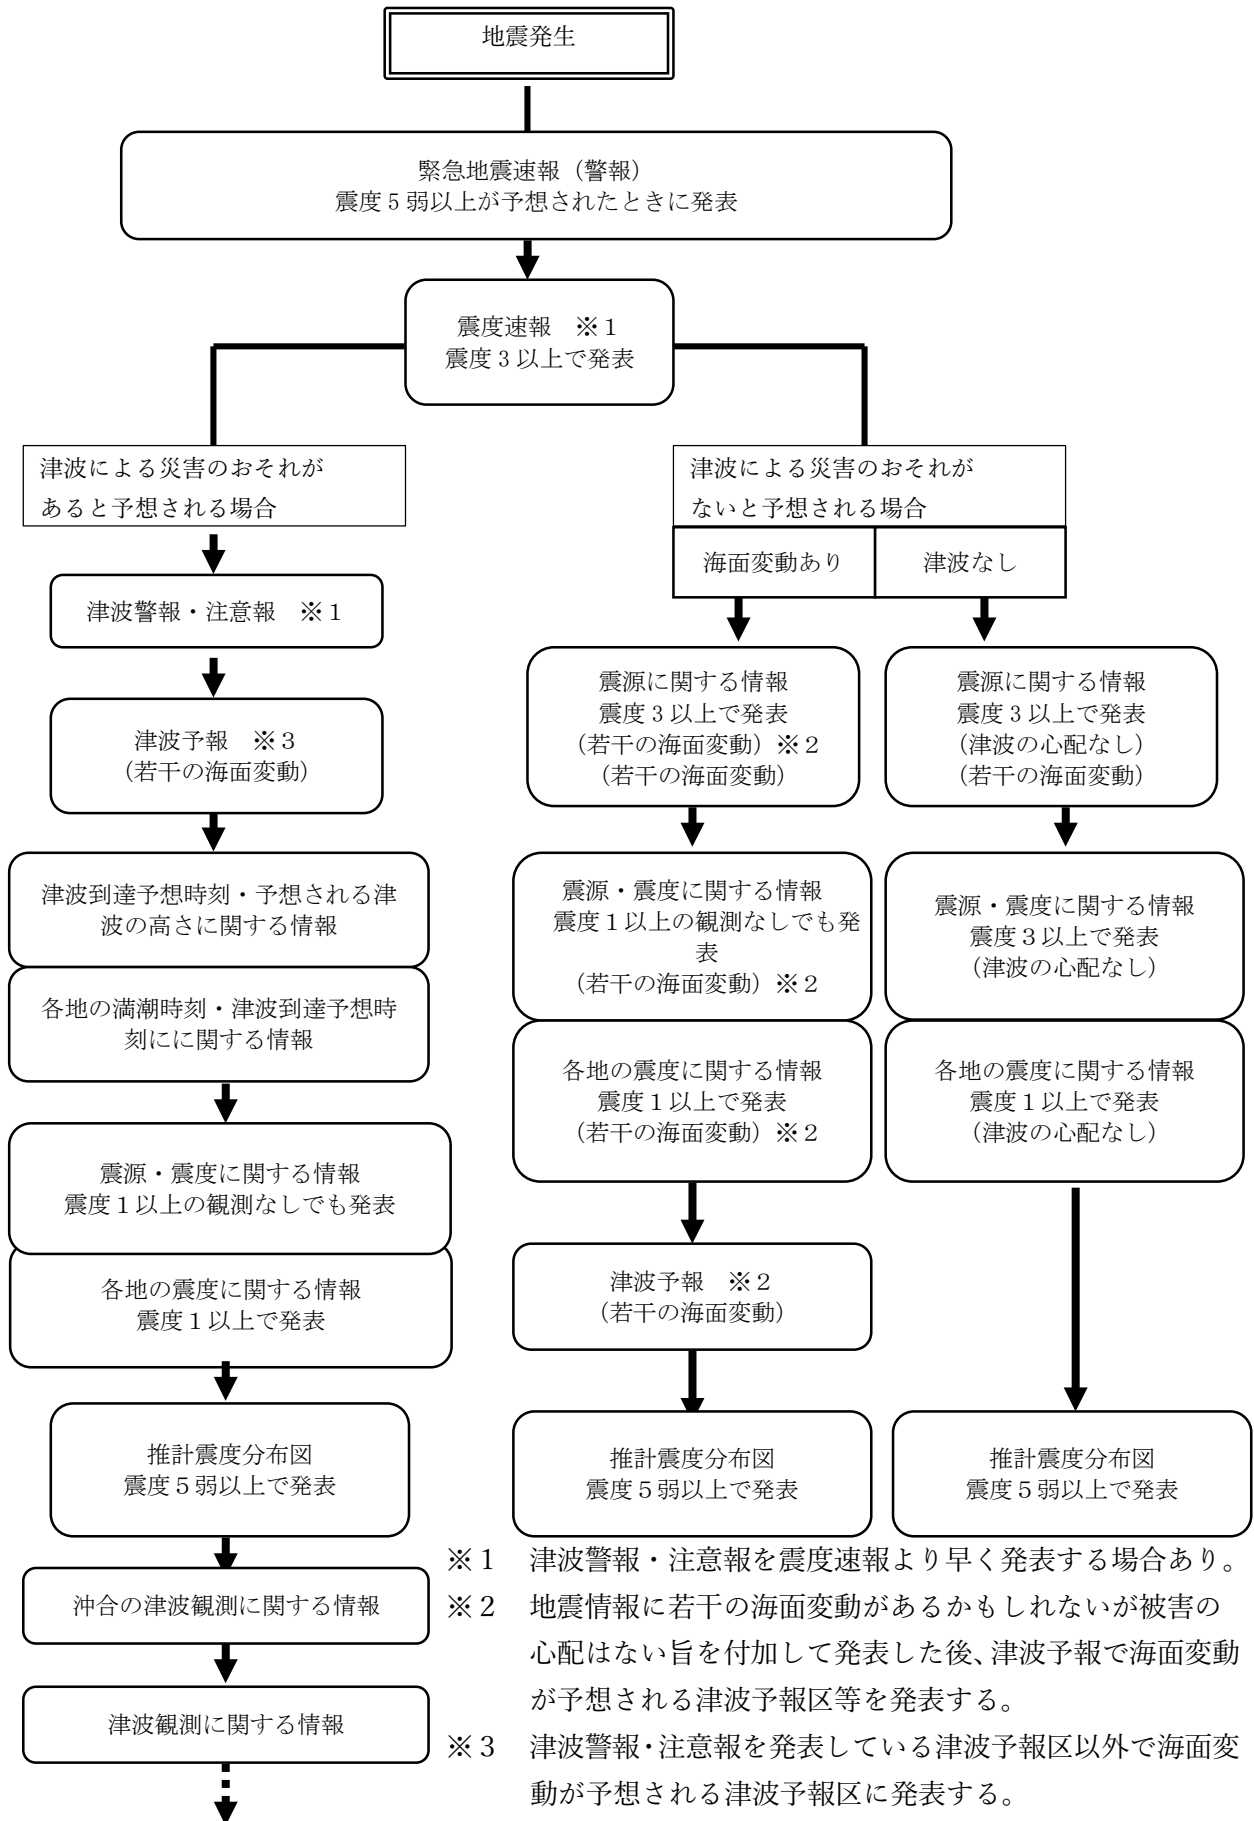 地震発生
緊急地震速報（警報）
震度５弱以上が予想されたときに発表
震度速報　※１
震度３以上で発表
津波による災害のおそれが
あると予想される場合
津波警報・注意報　※１
津波予報　※３
（若干の海面変動）
津波到達予想時刻・予想される津
波の高さに関する情報
各地の満潮時刻・津波到達予想時
刻にに関する情報
震源・震度に関する情報
震度１以上の観測なしでも発表
各地の震度に関する情報
震度１以上で発表
推計震度分布図
震度５弱以上で発表
沖合の津波観測に関する情報
津波観測に関する情報
津波による災害のおそれが
ないと予想される場合
海面変動あり
津波なし
震源に関する情報
震度３以上で発表
（若干の海面変動）※２
（若干の海面変動）
震源・震度に関する情報
震度１以上の観測なしでも発
表
（若干の海面変動）※２
各地の震度に関する情報
震度１以上で発表
（若干の海面変動）※２
津波予報　※２
（若干の海面変動）
推計震度分布図
震度５弱以上で発表
震源に関する情報
震度３以上で発表
（津波の心配なし）
（若干の海面変動）
震源・震度に関する情報
震度３以上で発表
（津波の心配なし）
各地の震度に関する情報
震度１以上で発表
（津波の心配なし）
推計震度分布図
震度５弱以上で発表
※１　津波警報・注意報を震度速報より早く発表する場合あり。
※２　地震情報に若干の海面変動があるかもしれないが被害の
心配はない旨を付加して発表した後、津波予報で海面変動
が予想される津波予報区等を発表する。
※３　津波警報・注意報を発表している津波予報区以外で海面変
動が予想される津波予報区に発表する。